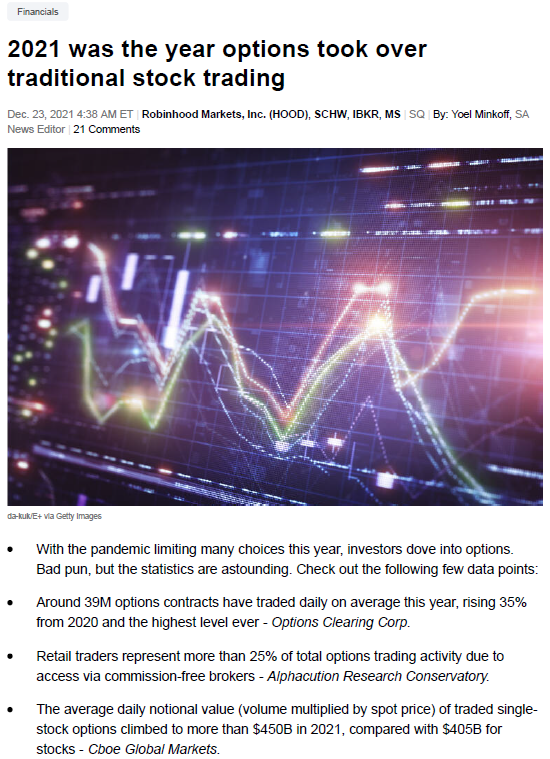 Financials
2021 was the year options took over
traditional stock trading
Dec. 23, 2021 4:38 AM ET | Robinhood Markets, Inc. (HOOD), SCHW, IBKR, MS | SQ | By: Yoel Minkoff, SA
News Editor | 21 Comments
da-kuk/E+ via Getty Images
• With the pandemic limiting many choices this year, investors dove into options.
Bad pun, but the statistics are astounding. Check out the following few data points:
• Around 39M options contracts have traded daily on average this year, rising 35%
from 2020 and the highest level ever - Options Clearing Corp.
• Retail traders represent more than 25% of total options trading activity due to
access via commission-free brokers - Alphacution Research Conservatory.
• The average daily notional value (volume multiplied by spot price) of traded single-
stock options climbed to more than $450B in 2021, compared with $405B for
stocks - Cboe Global Markets.